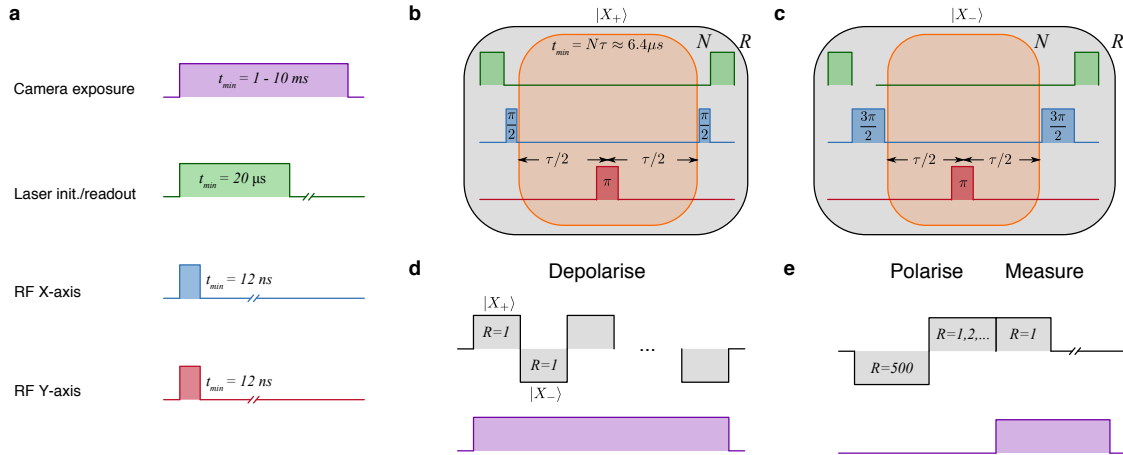 a
Camera exposure
t_min = 1 - 10 ms
Laser init./readout
t_min = 20 μs
RF X-axis
t_min = 12 ns
RF Y-axis
t_min = 12 ns
b
|X₊⟩
t_min = Nτ ≈ 6.4μs
N
R
π/2
π/2
τ/2
τ/2
π
c
|X₋⟩
N
R
3π/2
3π/2
τ/2
τ/2
π
d
Depolarise
|X₊⟩
R=1
...
R=1
|X₋⟩
e
Polarise
Measure
R=1,2,...
R=1
R=500